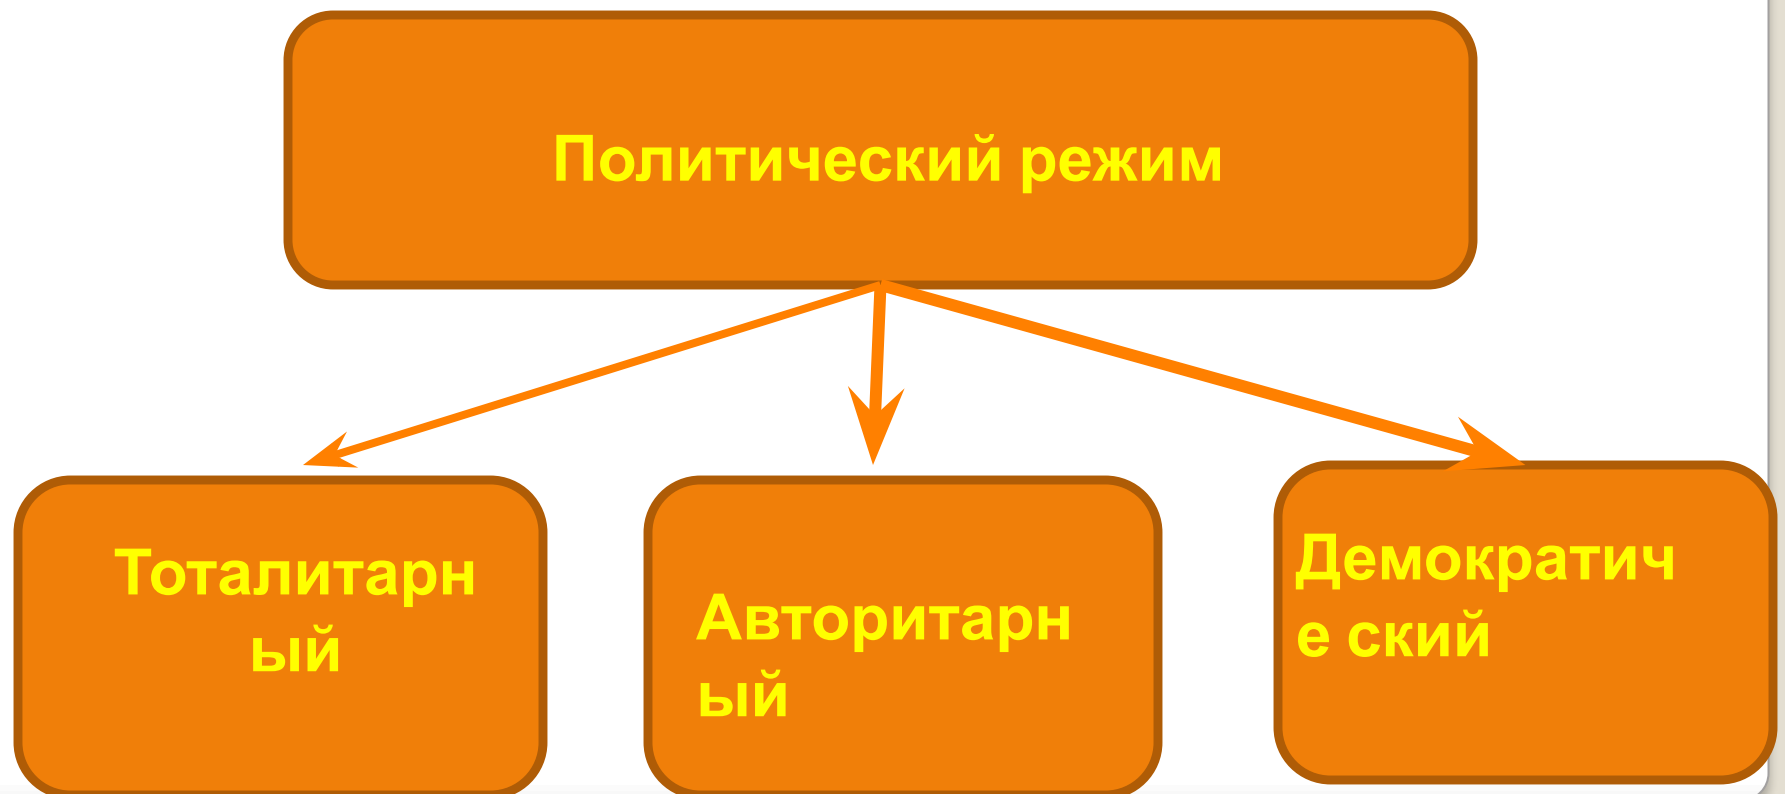 Политический режим
Тоталитарн
ый
Авторитарн
ый
Демократич
е ский